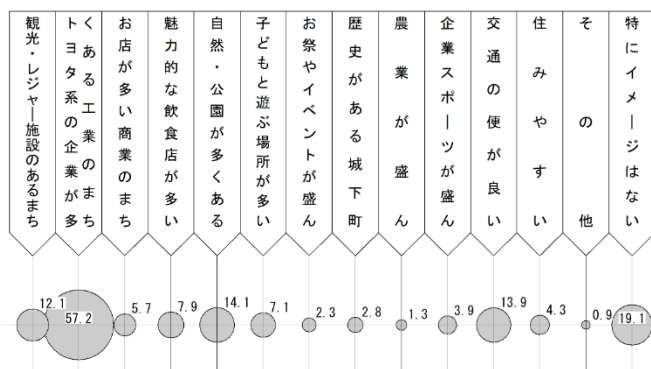 観光・レジャー施設のあるまち
トヨタ系の企業が多
くある工業のまち
お店が多い商業のまち
魅力的な飲食店が多い
自然・公園が多くある
子どもと遊ぶ場所が多い
お祭やイベントが盛ん
歴史がある城下町
農業が盛ん
企業スポーツが盛ん
交通の便が良い
住みやすい
その他
特にイメージはない
12.1
57.2
5.7
7.9
14.1
7.1
2.3
2.8
1.3
3.9
13.9
4.3
0.9
19.1